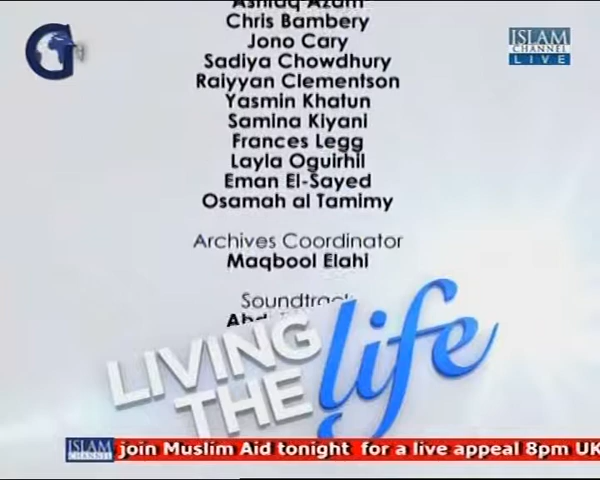 Azam
ISLAM
CHANNEL
LIVE
G
Chris Bambery
Jono Cary
Sadiya Chowdhury
Raiyyan Clementson
Yasmin Khatun
Samina Kiyani
Frances Legg
Layla Oguirhil
Eman El-Sayed
Osamah al Tamimy
Archives Coordinator
Maqbool Elahi
LIVING
THE life
ISLAM
CHANNEL
join Muslim Aid tonight for a live appeal 8pm UK